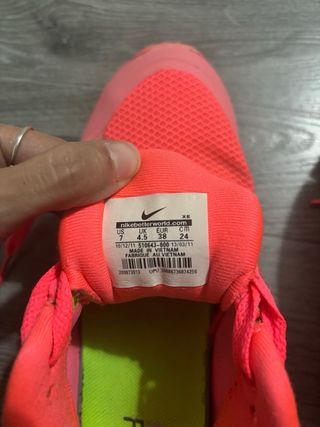 XE
nikebetterworld.com
US UK EUR cm
7 4.5 38 24
10/12/11 510643-600 13/03/11
MADE IN VIETNAM
FABRIQUE AU VIETNAM
F